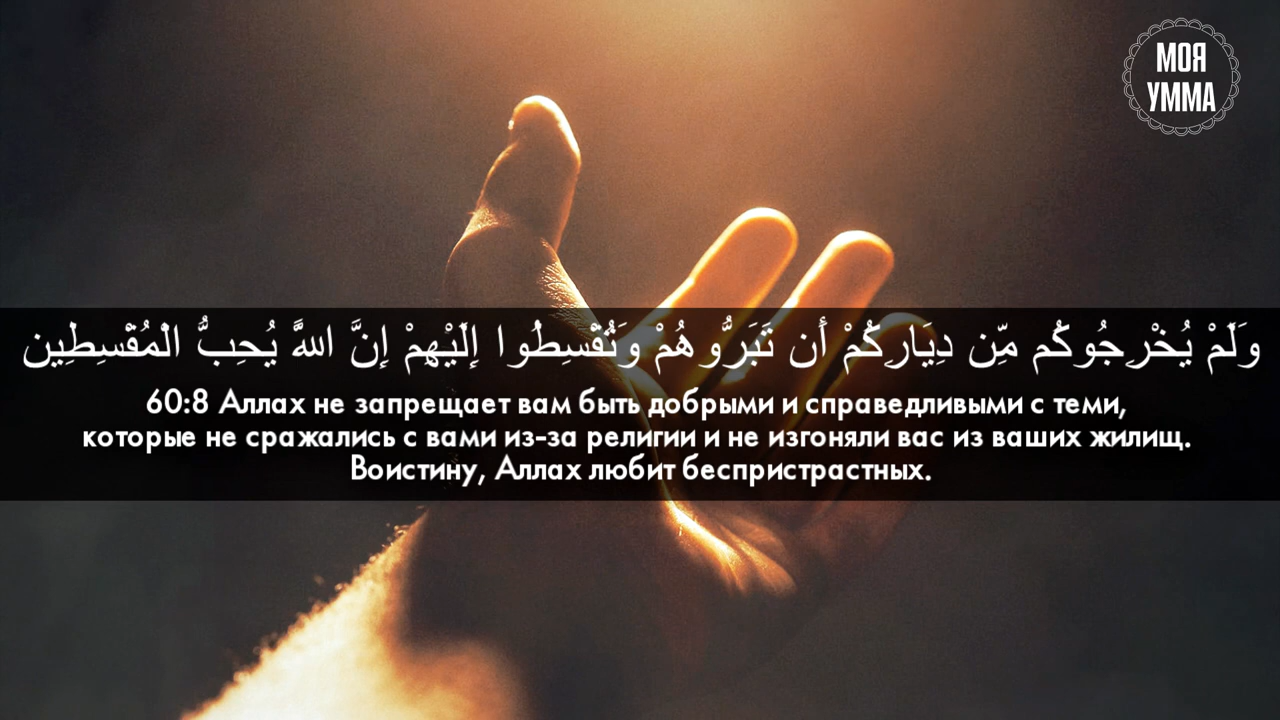 МОЯ
УММА
وَلَمْ يُخْرِجُوكُم مِّن دِيَارِكُمْ أَن تَبَرُّوهُمْ وَتُقْسِطُوا إِلَيْهِمْ إِنَّ اللَّهَ يُحِبُّ الْمُقْسِطِين
60:8 Аллах не запрещает вам быть добрыми и справедливыми с теми,
которые не сражались с вами из-за религии и не изгоняли вас из ваших жилищ.
Воистину, Аллах любит беспристрастных.